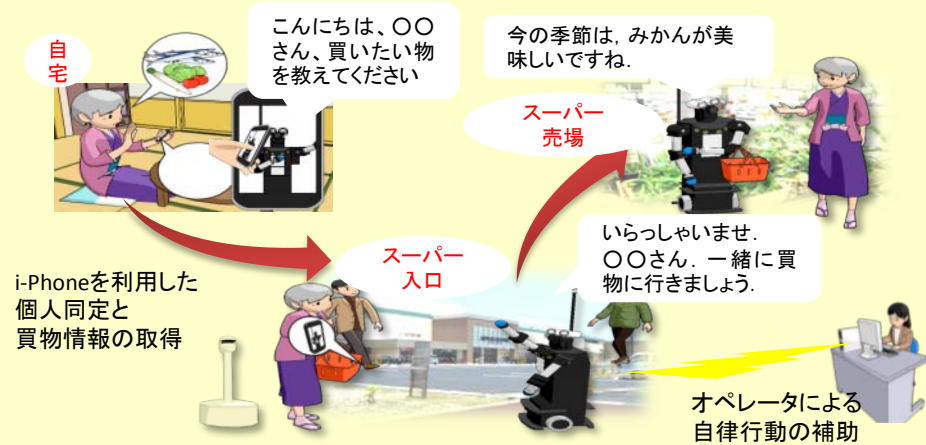 自
宅
こんにちは、〇〇
さん、買いたい物
を教えてください
今の季節は, みかんが美
味しいですね.
スーパー
売場
いらっしゃいませ.
〇〇さん. 一緒に買
物に行きましょう.
スーパー
入口
i-Phoneを利用した
個人同定と
買物情報の取得
オペレータによる
自律行動の補助